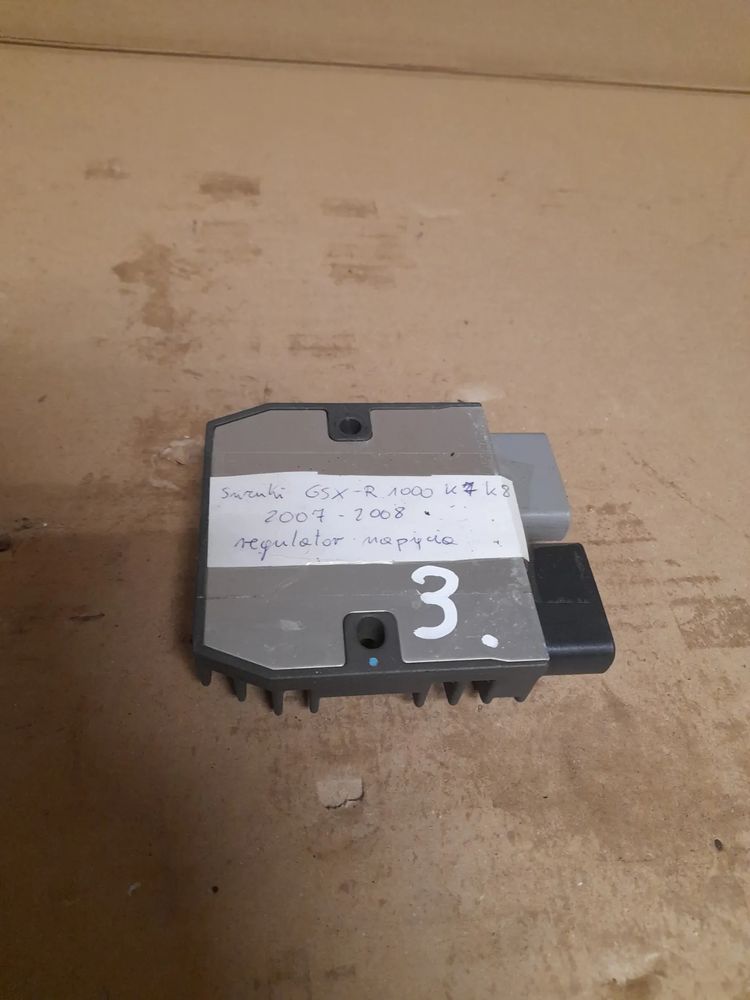 suzuki GSX-R 1000 K7 K8
2007 - 2008
regulator napięcia
3.